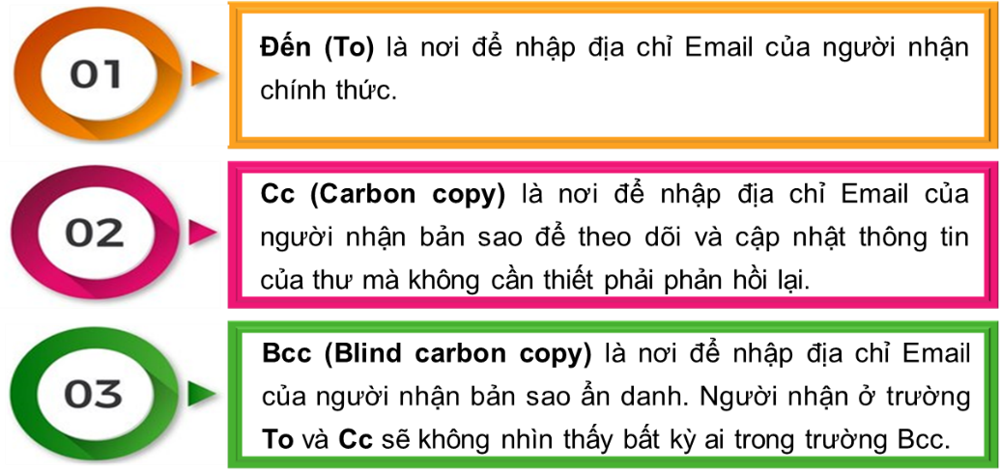 01
Đến (To) là nơi để nhập địa chỉ Email của người nhận
chính thức.
02
Cc (Carbon copy) là nơi để nhập địa chỉ Email của
người nhận bản sao để theo dõi và cập nhật thông tin
của thư mà không cần thiết phải phản hồi lại.
03
Bcc (Blind carbon copy) là nơi để nhập địa chỉ Email
của người nhận bản sao ẩn danh. Người nhận ở trường
To và Cc sẽ không nhìn thấy bất kỳ ai trong trường Bcc.